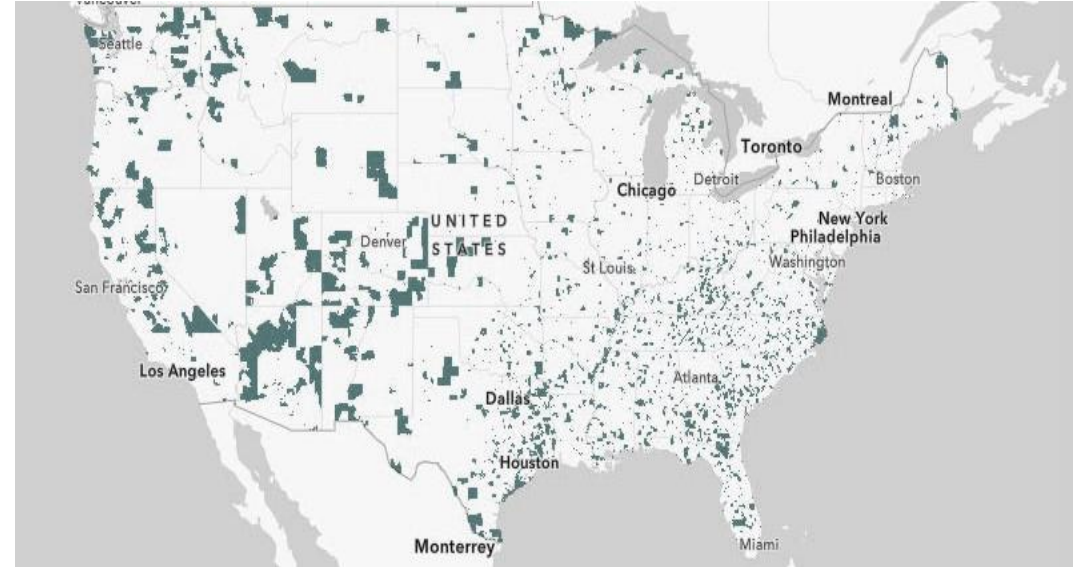 Vancouver
Seattle
Montreal
Toronto
Chicago
Detroit
Boston
UNITED
STATES
Denver
New York
Philadelphia
Washington
St Louis
San Francisco
Los Angeles
Atlanta
Dallas
Houston
Monterrey
Miami